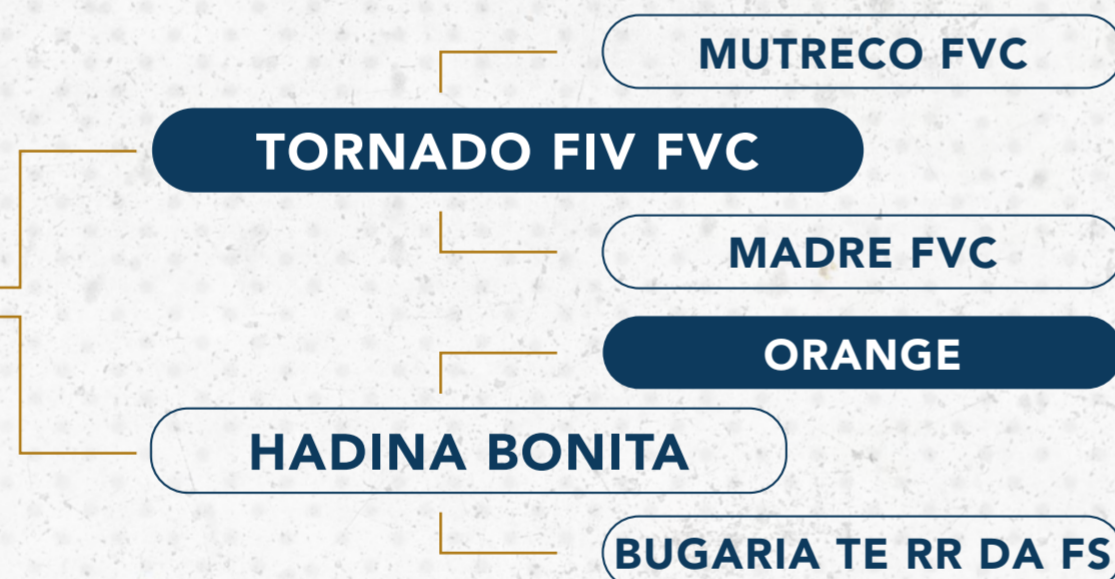 MUTRECO FVC
TORNADO FIV FVC
MADRE FVC
ORANGE
HADINA BONITA
BUGARIA TE RR DA FS